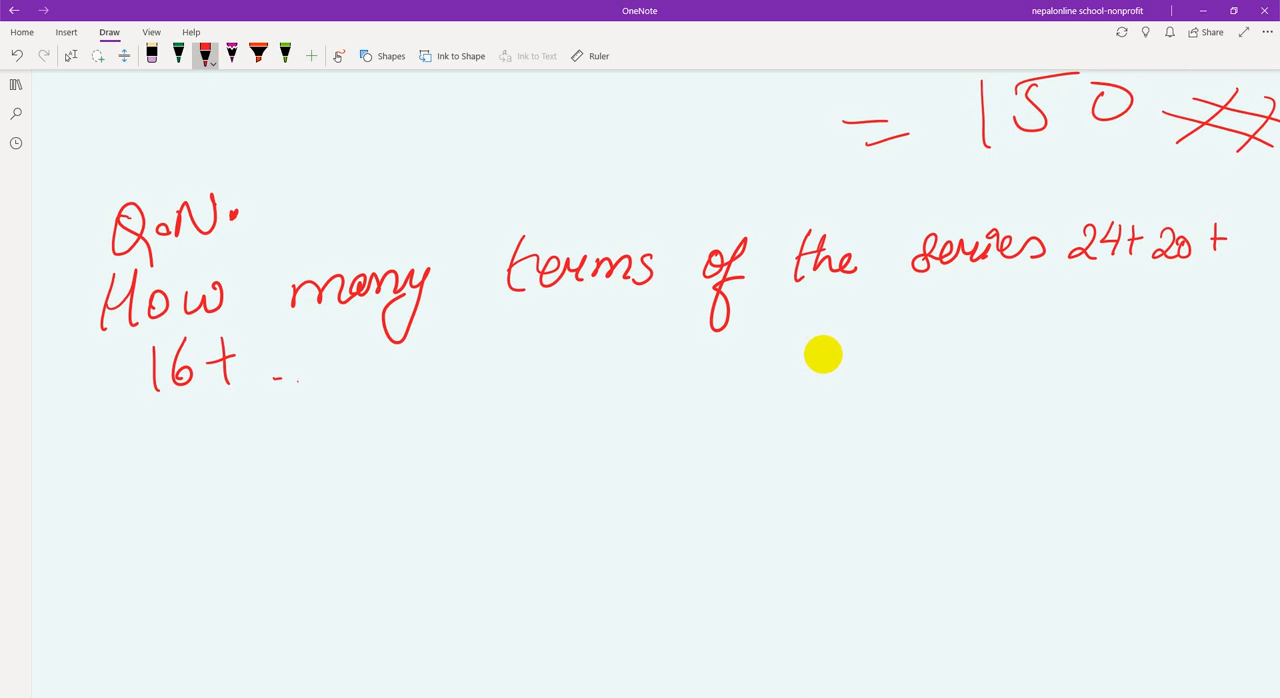 OneNote
nepalonline school-nonprofit
Home Insert Draw View Help
Share
Shapes Ink to Shape Ink to Text Ruler
= 150
Q.N.
How many terms of the series 24+20+
16+ ...